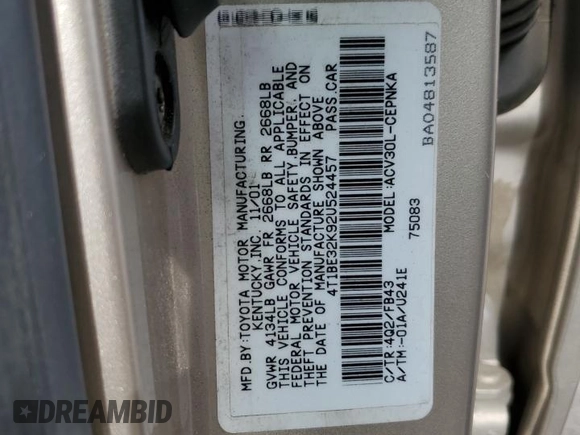 MFD.BY:TOYOTA MOTOR MANUFACTURING
KENTUCKY,INC. 11/01
GVWR 4134LB GAWR FR 2668LB RR 2668LB
THIS VEHICLE CONFORMS TO ALL APPLICABLE
FEDERAL MOTOR VEHICLE SAFETY,BUMPER, AND
THEFT PREVENTION STANDARDS IN EFFECT ON
THE DATE OF MANUFACTURE SHOWN ABOVE
4T1BE32K92U524457 PASS CAR
MODEL:ACV30L-CEPNKA
75083
C/TR:4Q2/FB43
A/TM:-01A/U241E
BA04813587
DREAMBID